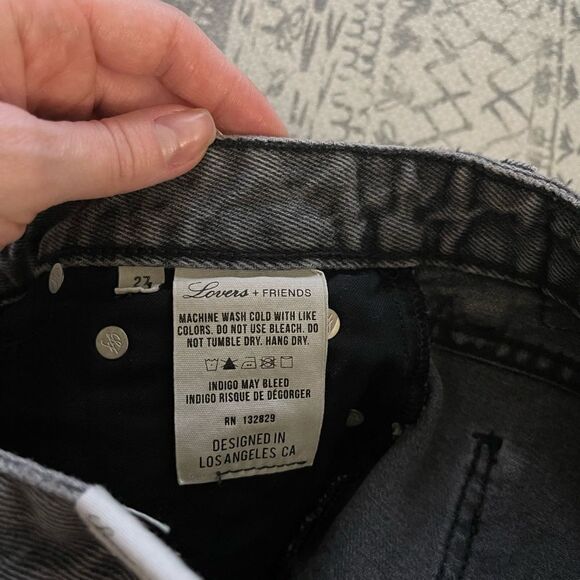 27
Lovers + FRIENDS
MACHINE WASH COLD WITH LIKE
COLORS. DO NOT USE BLEACH. DO
NOT TUMBLE DRY. HANG DRY.
INDIGO MAY BLEED
INDIGO RISQUE DE DÉGORGER
RN 132829
DESIGNED IN
LOS ANGELES CA